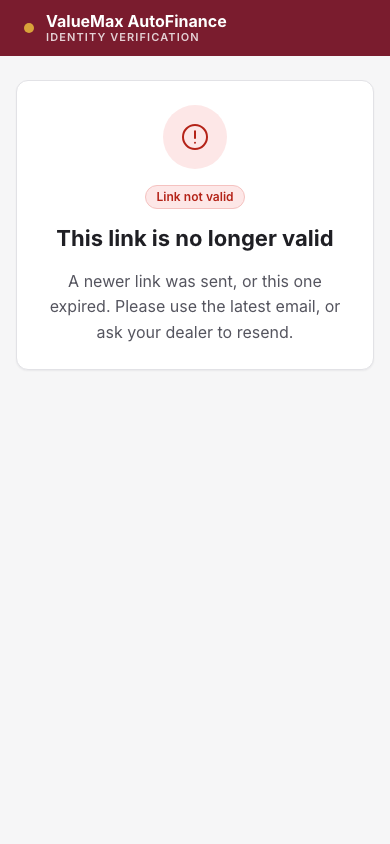 ValueMax AutoFinance
IDENTITY VERIFICATION
Link not valid
This link is no longer valid
A newer link was sent, or this one
expired. Please use the latest email, or
ask your dealer to resend.